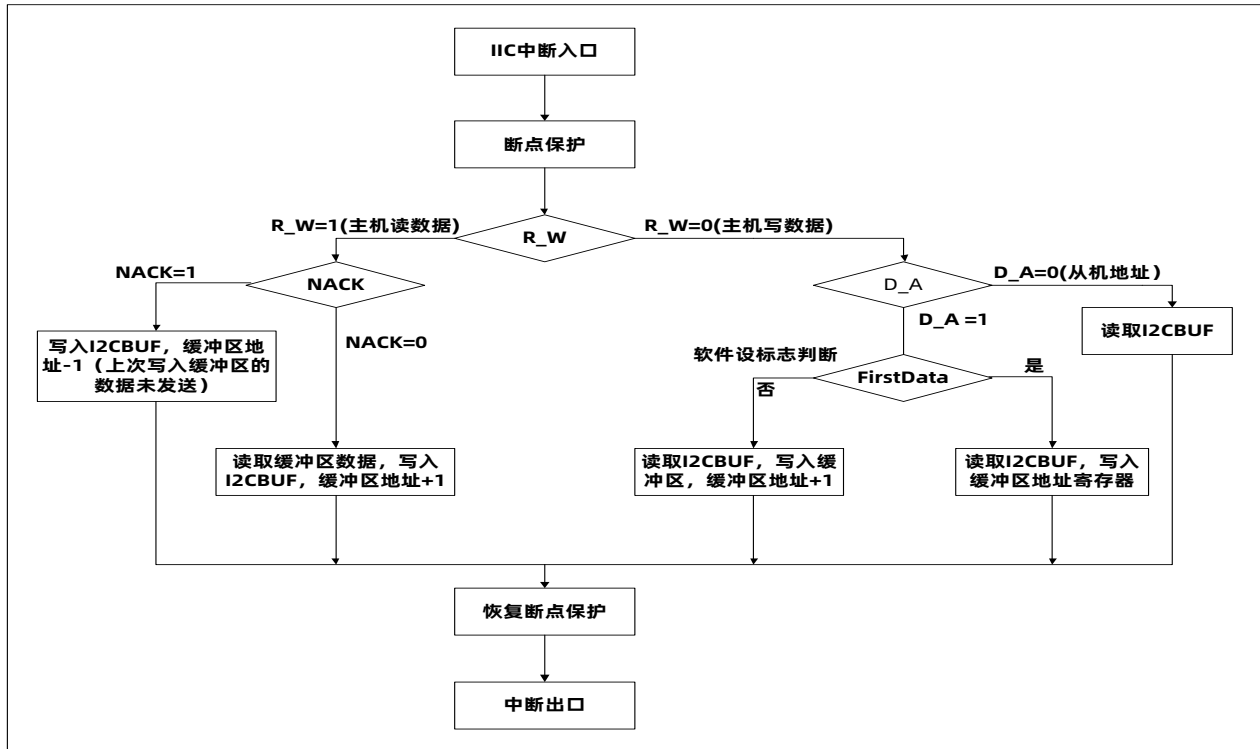 IIC中断入口
断点保护
R_W=1(主机读数据)
R_W
R_W=0(主机写数据)
NACK=1
NACK
D_A
D_A=0(从机地址)
D_A =1
写入I2CBUF，缓冲区地
址-1（上次写入缓冲区的
数据未发送）
NACK=0
读取I2CBUF
软件设标志判断
FirstData
否
是
读取缓冲区数据，写入
I2CBUF，缓冲区地址+1
读取I2CBUF，写入缓
冲区，缓冲区地址+1
读取I2CBUF，写入
缓冲区地址寄存器
恢复断点保护
中断出口